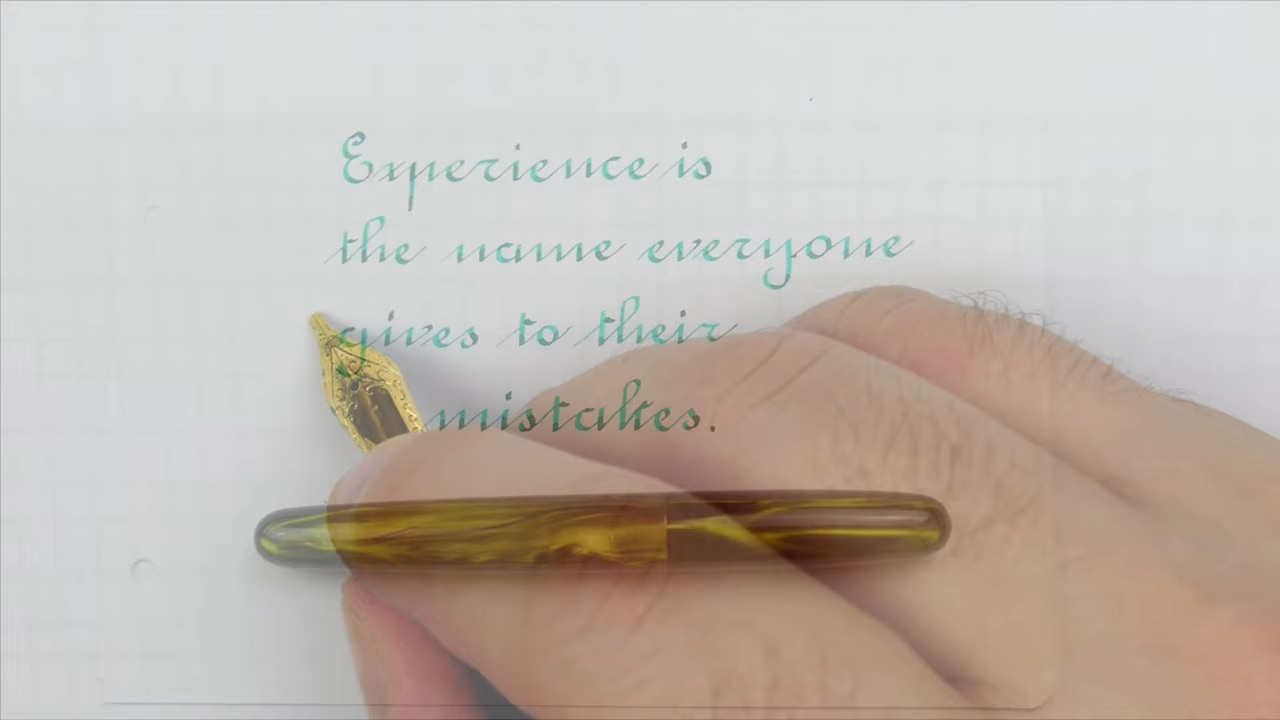 Experience is
the name everyone
gives to their
mistakes.